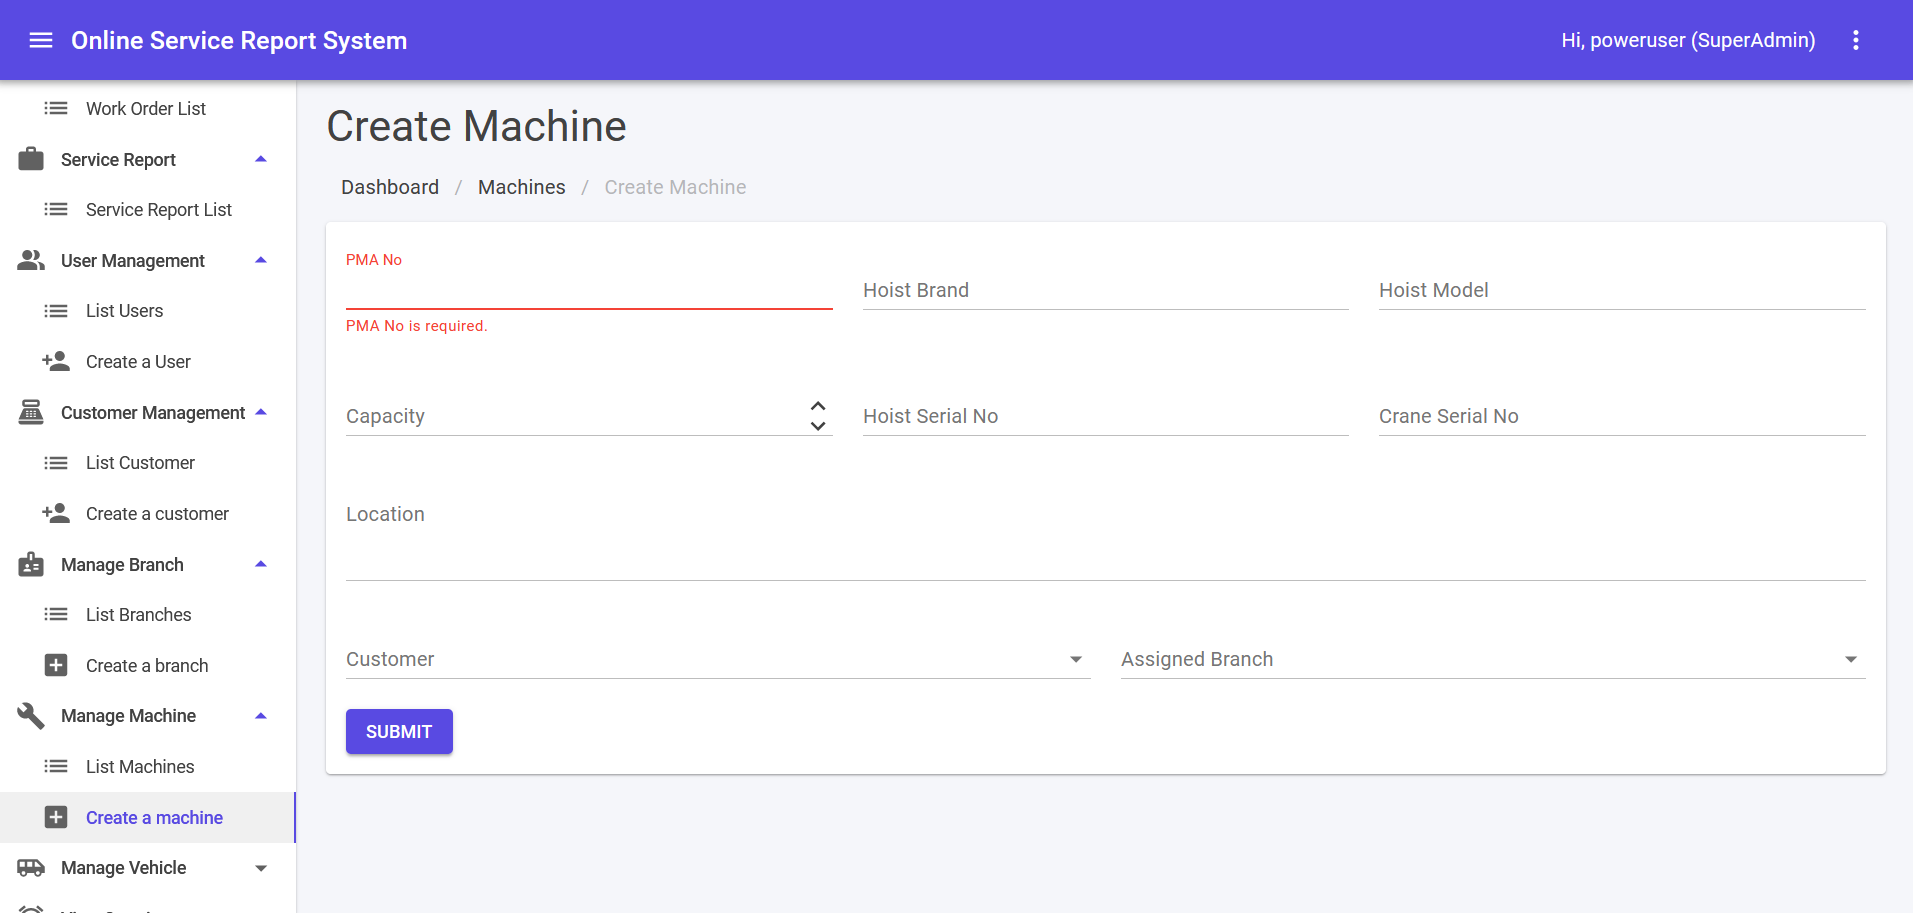 Online Service Report System
Hi, poweruser (SuperAdmin)
Work Order List
Service Report
Service Report List
User Management
List Users
Create a User
Customer Management
List Customer
Create a customer
Manage Branch
List Branches
Create a branch
Manage Machine
List Machines
Create a machine
Manage Vehicle
Create Machine
Dashboard / Machines / Create Machine
PMA No
PMA No is required.
Hoist Brand
Hoist Model
Capacity
Hoist Serial No
Crane Serial No
Location
Customer
Assigned Branch
SUBMIT